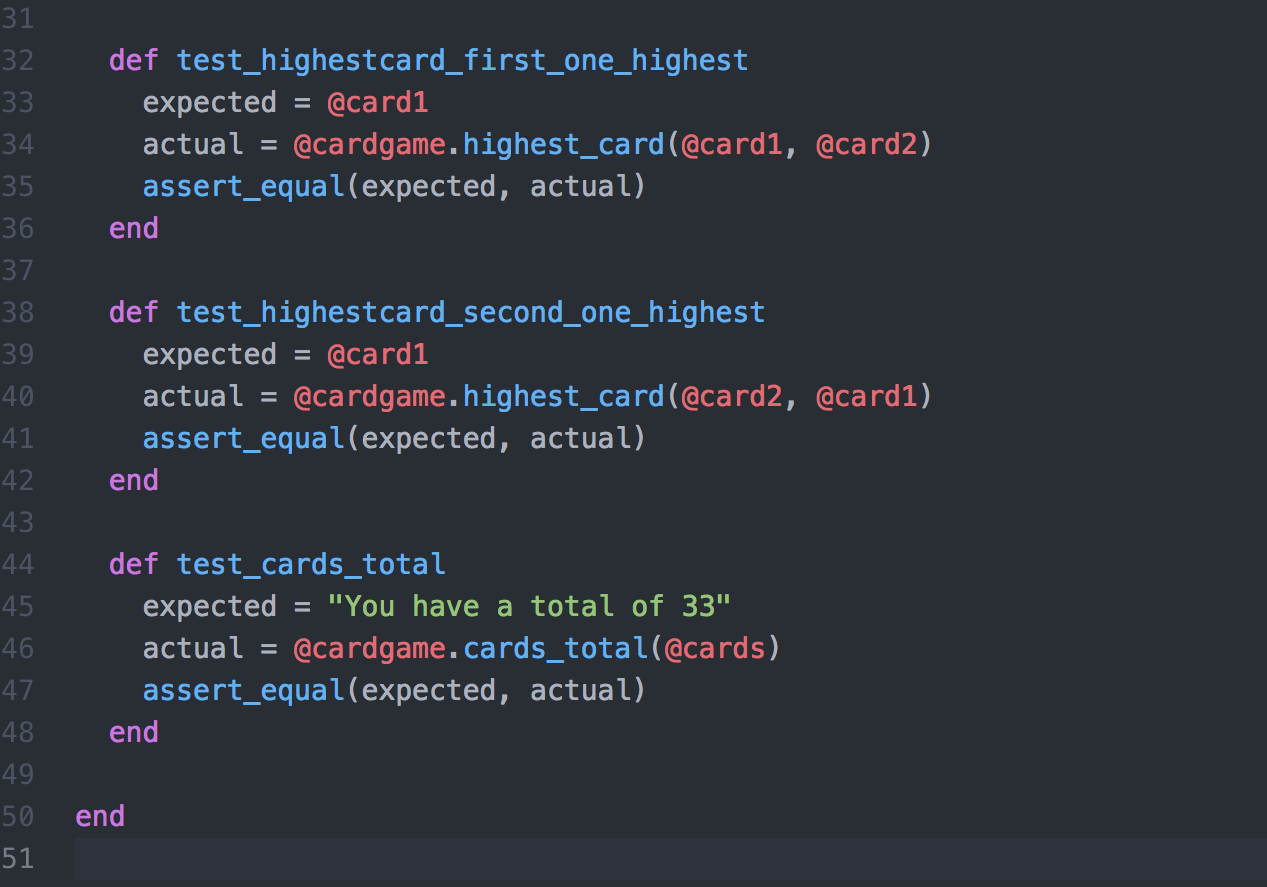 31
32 def test_highestcard_first_one_highest
33 expected = @card1
34 actual = @cardgame.highest_card(@card1, @card2)
35 assert_equal(expected, actual)
36 end
37
38 def test_highestcard_second_one_highest
39 expected = @card1
40 actual = @cardgame.highest_card(@card2, @card1)
41 assert_equal(expected, actual)
42 end
43
44 def test_cards_total
45 expected = "You have a total of 33"
46 actual = @cardgame.cards_total(@cards)
47 assert_equal(expected, actual)
48 end
49
50 end
51